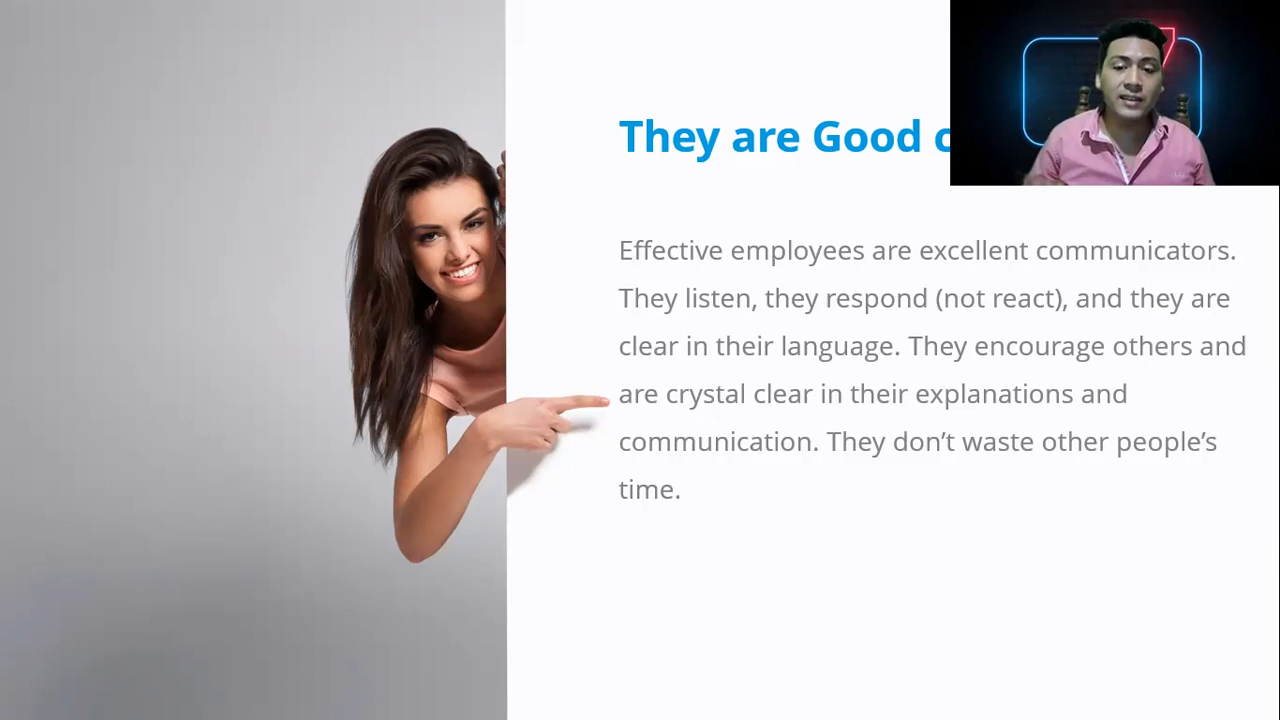 They are Good
Effective employees are excellent communicators.
They listen, they respond (not react), and they are
clear in their language. They encourage others and
are crystal clear in their explanations and
communication. They don’t waste other people’s
time.